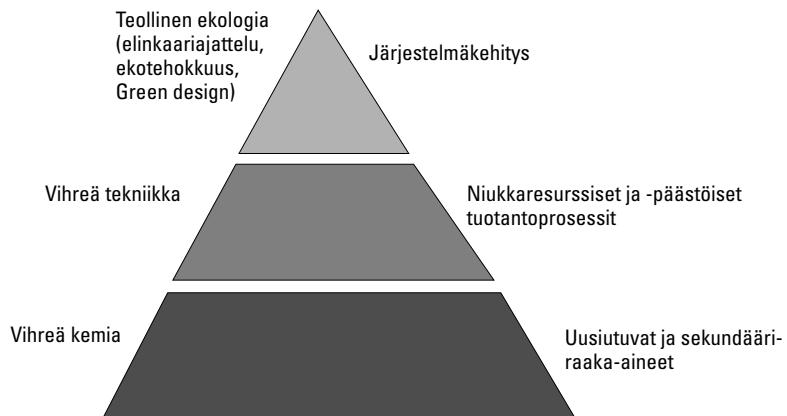 Teollinen ekologia
(elinkaariajattelu,
ekotehokkuus,
Green design)
Järjestelmäkehitys
Vihreä tekniikka
Niukkaresurssiset ja -päästöiset
tuotantoprosessit
Vihreä kemia
Uusiutuvat ja sekundääri-
raaka-aineet